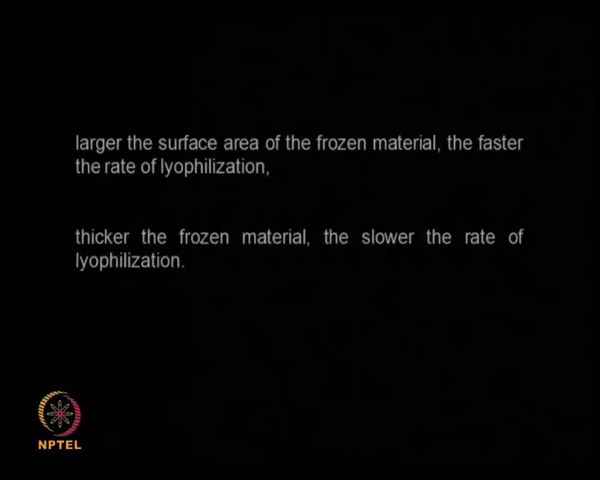 larger the surface area of the frozen material, the faster
the rate of lyophilization,
thicker the frozen material, the slower the rate of
lyophilization.
NPTEL